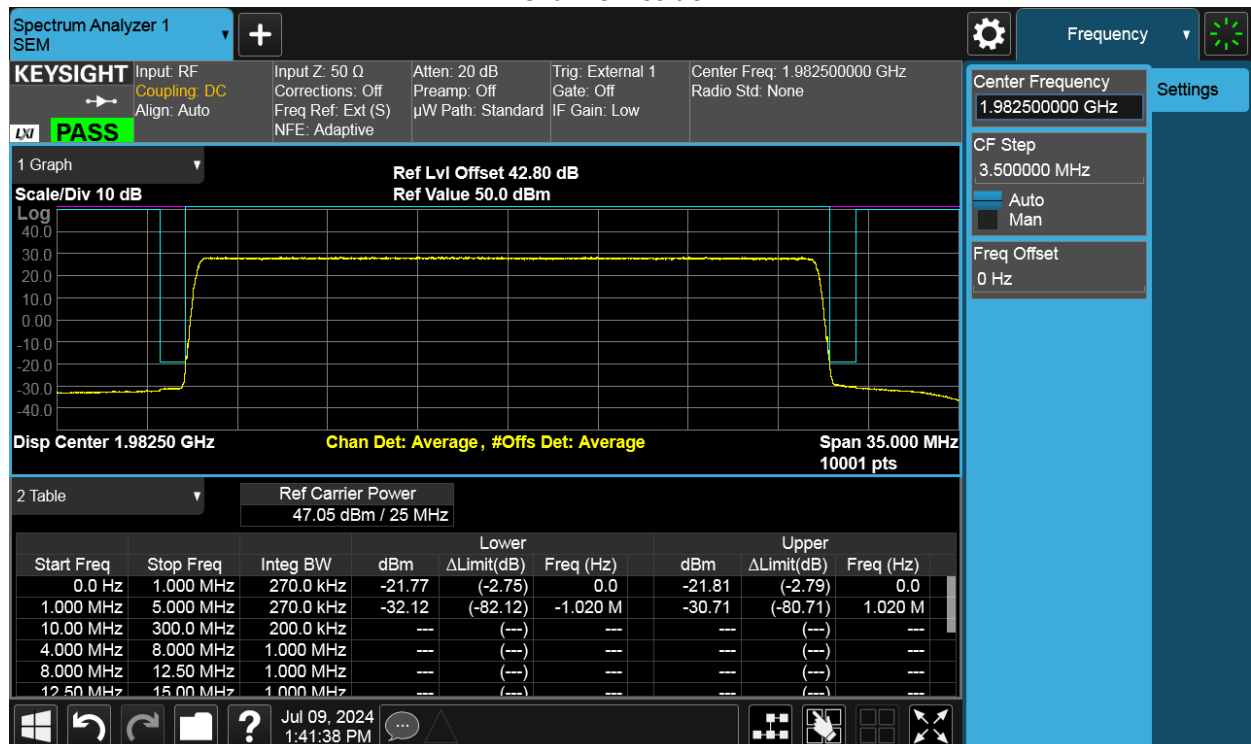 Spectrum Analyzer 1
SEM
Frequency
KEYSIGHT
LXI
PASS
Input: RF
Coupling: DC
Align: Auto
Input Z: 50 Ω
Corrections: Off
Freq Ref: Ext (S)
NFE: Adaptive
Atten: 20 dB
Preamp: Off
µW Path: Standard
Trig: External 1
Gate: Off
IF Gain: Low
Center Freq: 1.982500000 GHz
Radio Std: None
Center Frequency
1.982500000 GHz
Settings
CF Step
3.500000 MHz
Auto
Man
Freq Offset
0 Hz
1 Graph
Scale/Div 10 dB
Ref Lvl Offset 42.80 dB
Ref Value 50.0 dBm
Log
40.0
30.0
20.0
10.0
0.00
-10.0
-20.0
-30.0
-40.0
Disp Center 1.98250 GHz
Chan Det: Average , #Offs Det: Average
Span 35.000 MHz
10001 pts
2 Table
Ref Carrier Power
47.05 dBm / 25 MHz
Lower Upper
Start Freq Stop Freq Integ BW dBm ΔLimit(dB) Freq (Hz) dBm ΔLimit(dB) Freq (Hz)
0.0 Hz 1.000 MHz 270.0 kHz -21.77 (-2.75) 0.0 -21.81 (-2.79) 0.0
1.000 MHz 5.000 MHz 270.0 kHz -32.12 (-82.12) -1.020 M -30.71 (-80.71) 1.020 M
10.00 MHz 300.0 MHz 200.0 kHz --- (---) --- --- (---) ---
4.000 MHz 8.000 MHz 1.000 MHz --- (---) --- --- (---) ---
8.000 MHz 12.50 MHz 1.000 MHz --- (---) --- --- (---) ---
12.50 MHz 15.00 MHz 1.000 MHz --- (---) --- --- (---) ---
Jul 09, 2024
1:41:38 PM